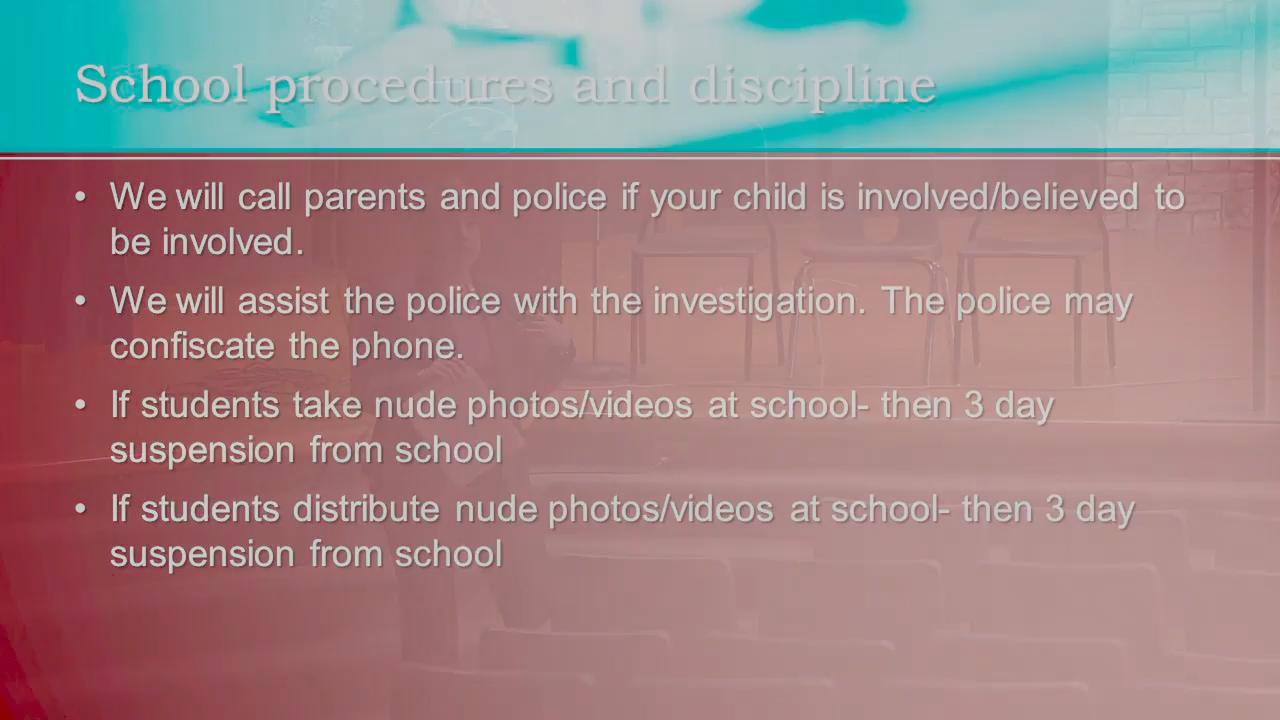 School procedures and discipline
• We will call parents and police if your child is involved/believed to
be involved.
• We will assist the police with the investigation. The police may
confiscate the phone.
• If students take nude photos/videos at school- then 3 day
suspension from school
• If students distribute nude photos/videos at school- then 3 day
suspension from school